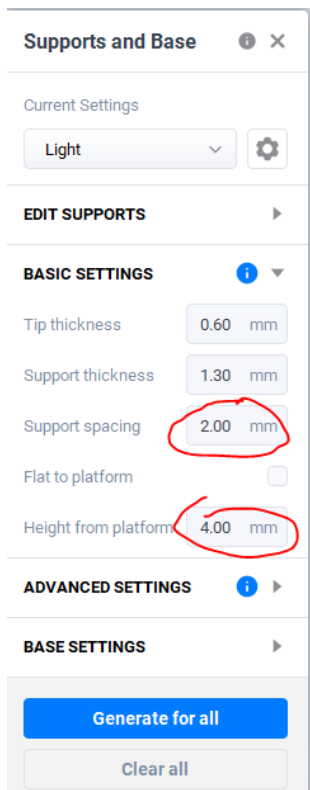 Supports and Base
Current Settings
Light
EDIT SUPPORTS
BASIC SETTINGS
Tip thickness 0.60 mm
Support thickness 1.30 mm
Support spacing 2.00 mm
Flat to platform
Height from platform 4.00 mm
ADVANCED SETTINGS
BASE SETTINGS
Generate for all
Clear all